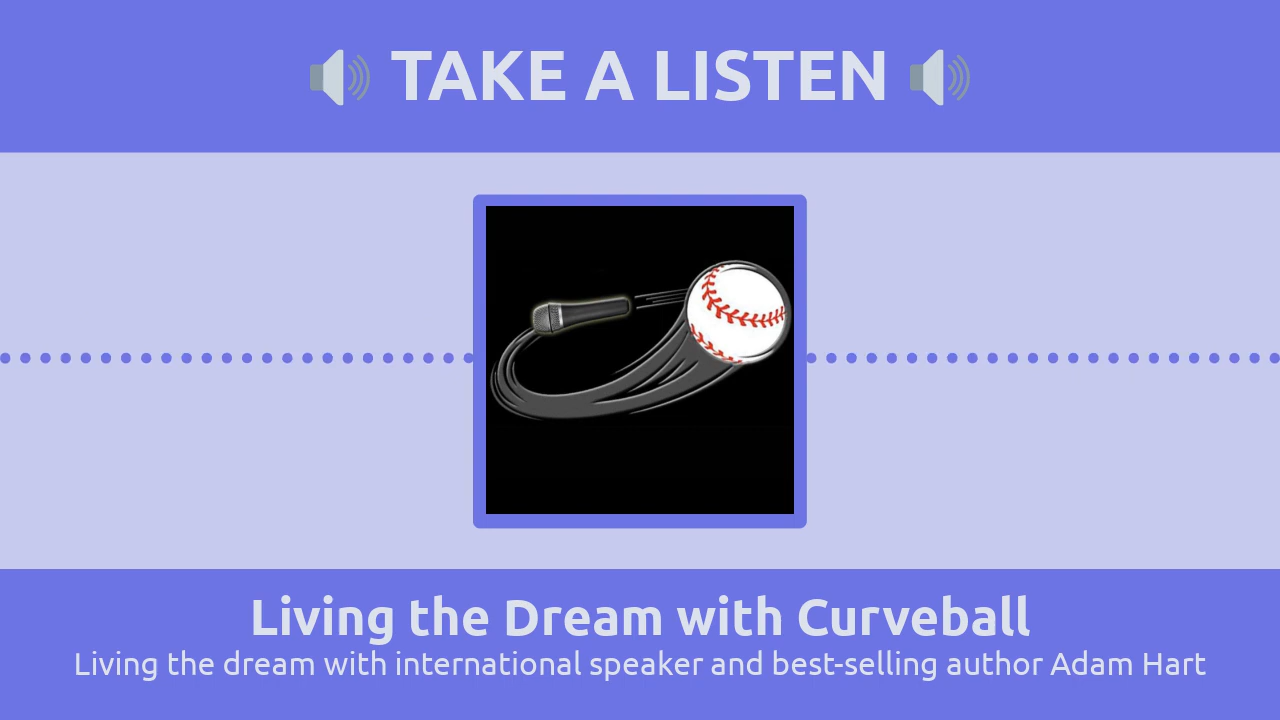 TAKE A LISTEN
Living the Dream with Curveball
Living the dream with international speaker and best-selling author Adam Hart